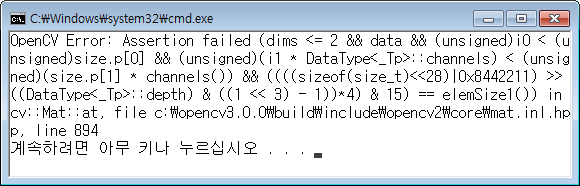 C:₩Windows₩system32₩cmd.exe
OpenCV Error: Assertion failed (dims <= 2 && data && (unsigned)i0 < (u
nsigned)size.p[0] && (unsigned)(i1 * DataType<_Tp>::channels) < (unsig
ned)(size.p[1] * channels()) && ((((sizeof(size_t)<<28)|0x8442211) >>
((DataType<_Tp>::depth) & ((1 << 3) - 1))*4) & 15) == elemSize1()) in
cv::Mat::at, file c:₩opencv3.0.0₩build₩include₩opencv2₩core₩mat.inl.hp
p, line 894
계속하려면 아무 키나 누르십시오 . . .